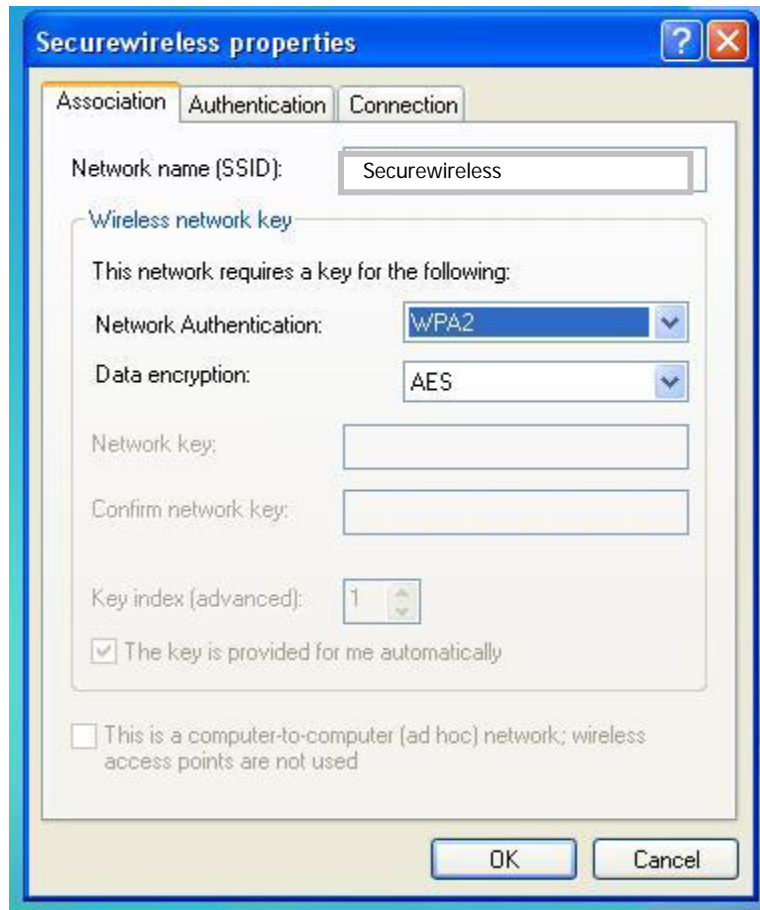 Securewireless properties
Association Authentication Connection
Network name (SSID): Securewireless
Wireless network key
This network requires a key for the following:
Network Authentication: WPA2
Data encryption: AES
Network key:
Confirm network key:
Key index (advanced): 1
The key is provided for me automatically
This is a computer-to-computer (ad hoc) network; wireless
access points are not used
OK Cancel